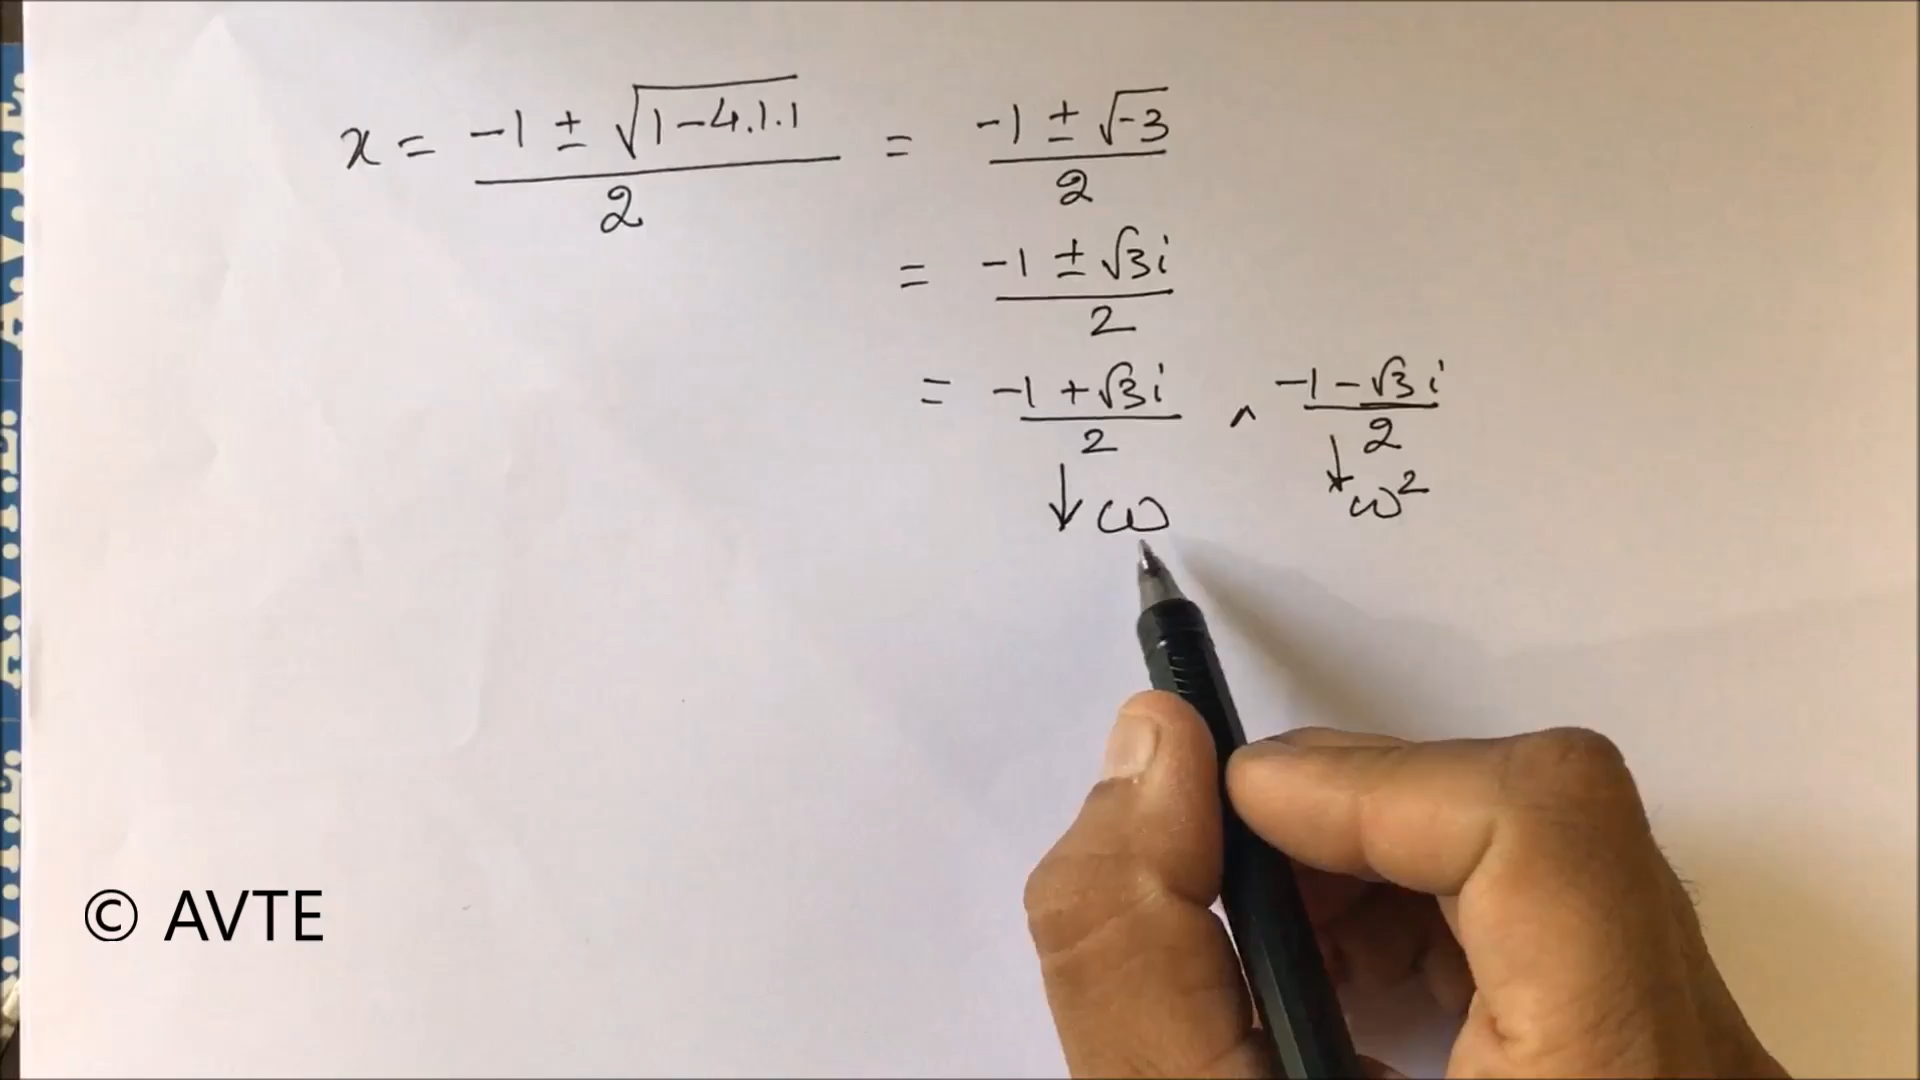 x = (-1 ± √(1-4.1.1))/2 = (-1 ± √-3)/2
= (-1 ± √3i)/2
= (-1 + √3i)/2 , (-1 - √3i)/2
↓ ω ↓ ω²
© AVTE